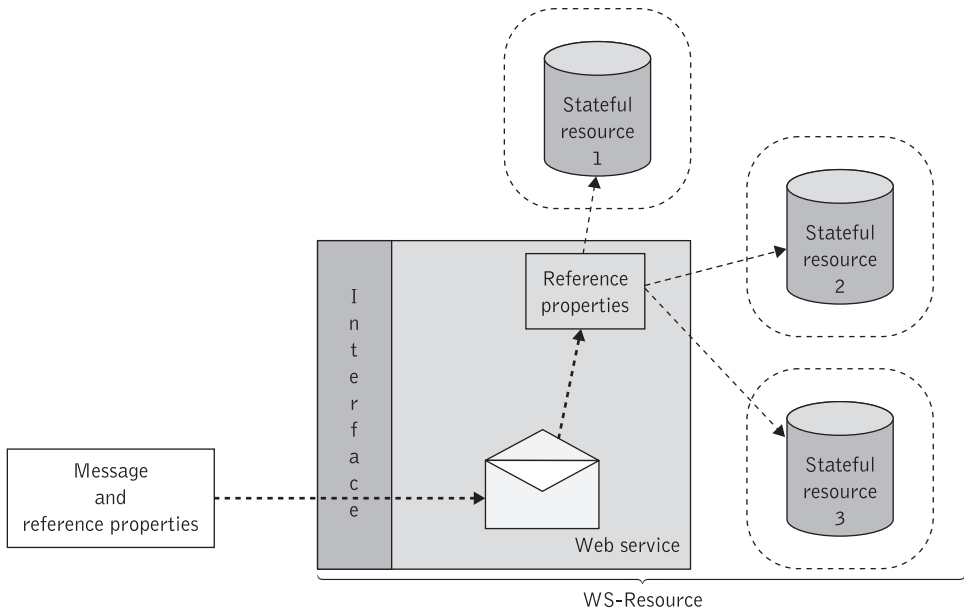 Stateful
resource
1
Stateful
resource
2
Reference
properties
Interface
Stateful
resource
3
Message
and
reference properties
Web service
WS-Resource